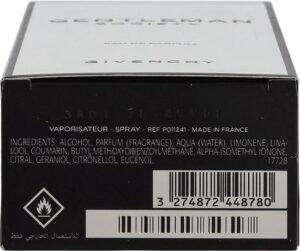 GENTLEMAN
SOCIETY
EAU DE PARFUM
GIVENCHY
VAPORISATEUR - SPRAY - REF P011241 - MADE IN FRANCE
INGREDIENTS: ALCOHOL, PARFUM (FRAGRANCE), AQUA (WATER), LIMONENE, LINA-
LOOL, COUMARIN, BUTYL METHOXYDIBENZOYLMETHANE, ALPHA-ISOMETHYL IONONE,
CITRAL, GERANIOL, CITRONELLOL, EUGENOL.
17728
3 274872 448780
للاستعمال الخارجي فقط